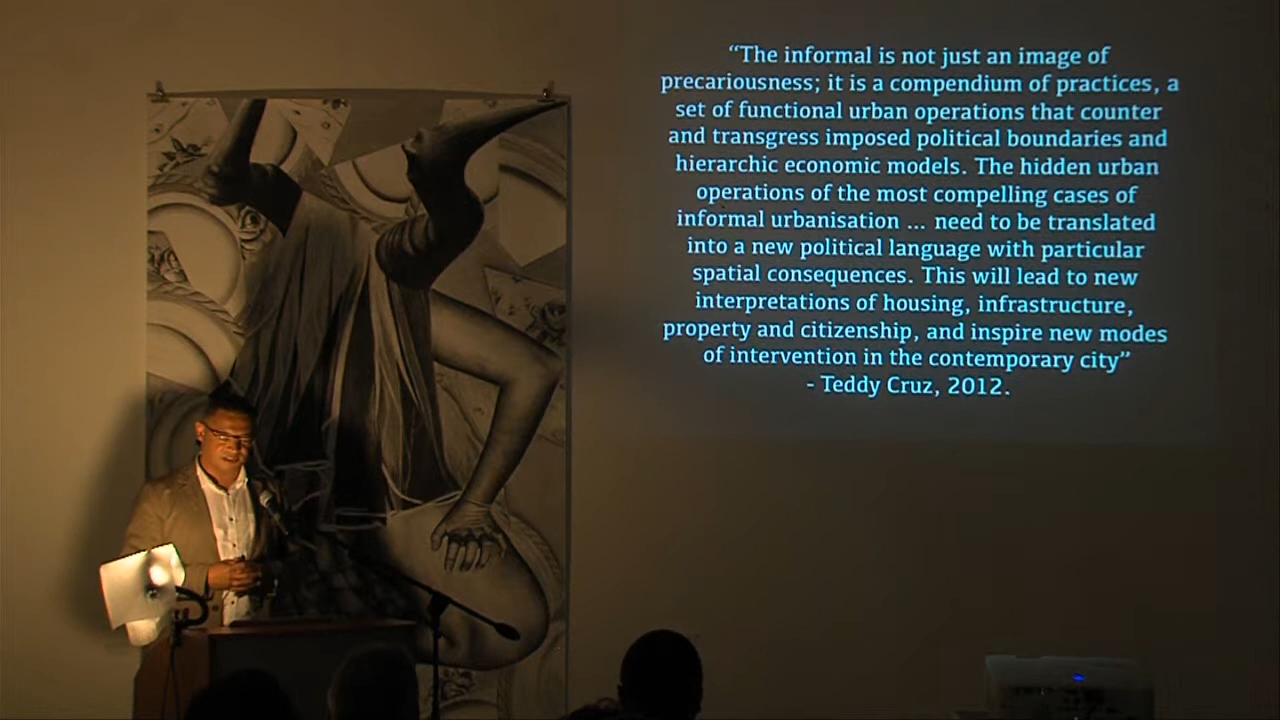 “The informal is not just an image of
precariousness; it is a compendium of practices, a
set of functional urban operations that counter
and transgress imposed political boundaries and
hierarchic economic models. The hidden urban
operations of the most compelling cases of
informal urbanisation ... need to be translated
into a new political language with particular
spatial consequences. This will lead to new
interpretations of housing, infrastructure,
property and citizenship, and inspire new modes
of intervention in the contemporary city”
- Teddy Cruz, 2012.